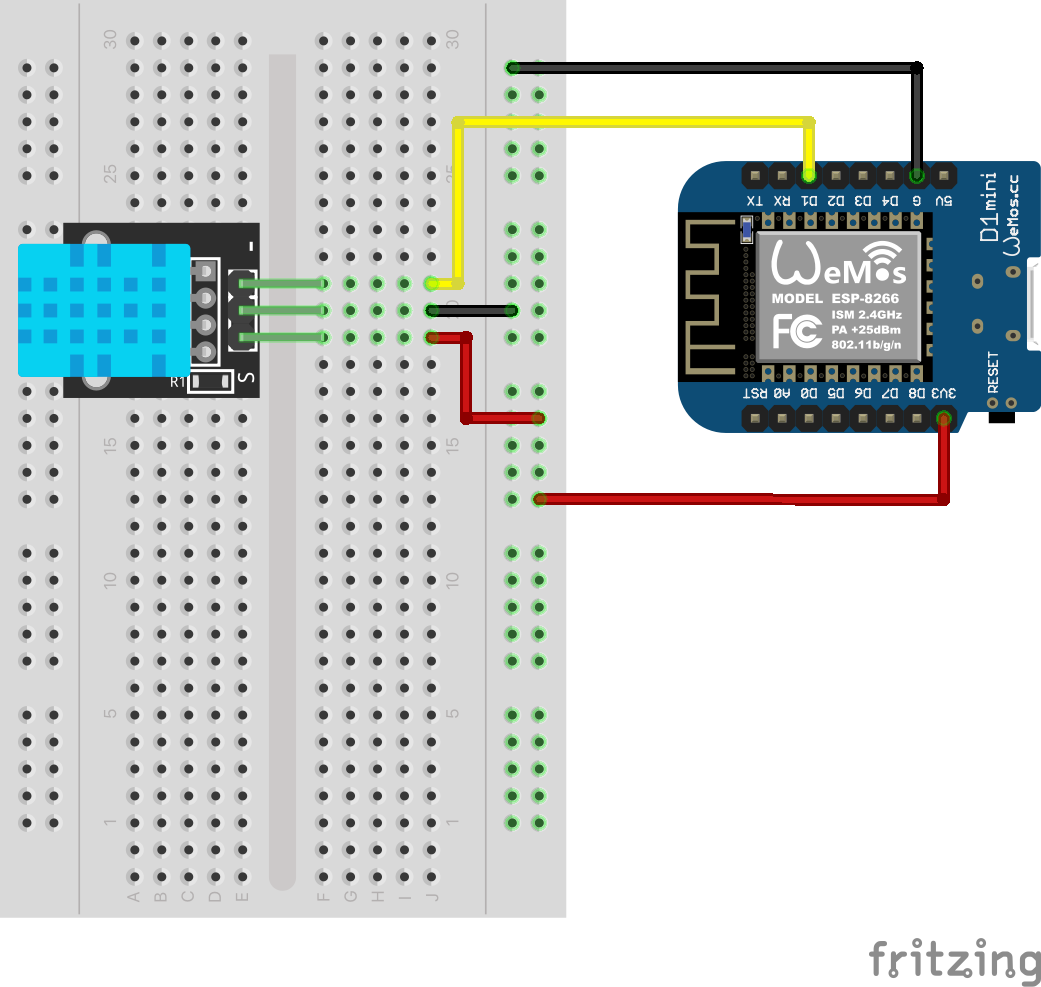 30
30
25
25
20
15
15
10
10
5
5
1
1
A B C D E F G H I J
-
R1
S
TX RX D1 D2 D3 D4 G 5V
D1 mini
WeMos.cc
WeMos
MODEL ESP-8266
FC
ISM 2.4GHz
PA +25dBm
802.11b/g/n
RST A0 D0 D5 D6 D7 D8 3V3
RESET
fritzing